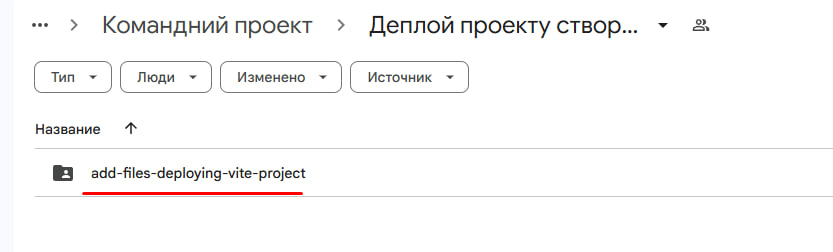 ... > Командний проект > Деплой проекту створ...
Тип Люди Изменено Источник
Название
add-files-deploying-vite-project